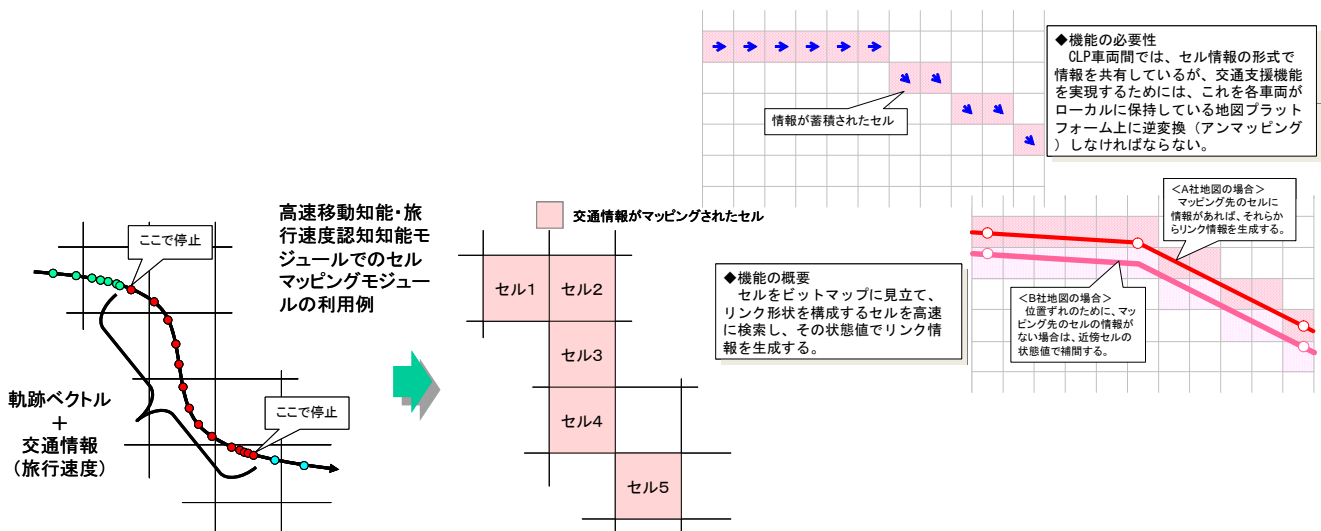 ◆機能の必要性
CLP車両間では、セル情報の形式で
情報を共有しているが、交通支援機能
を実現するためには、これを各車両が
ローカルに保持している地図プラット
フォーム上に逆変換（アンマッピング
）しなければならない。
情報が蓄積されたセル
高速移動知能・旅
行速度認知知能モ
ジュールでのセル
マッピングモジュー
ルの利用例
ここで停止
ここで停止
軌跡ベクトル
＋
交通情報
（旅行速度）
交通情報がマッピングされたセル
セル1
セル2
セル3
セル4
セル5
◆機能の概要
セルをビットマップに見立て、
リンク形状を構成するセルを高速
に検索し、その状態値でリンク情
報を生成する。
＜A社地図の場合＞
マッピング先のセルに
情報があれば、それらか
らリンク情報を生成する。
＜B社地図の場合＞
位置ずれのために、マッ
ピング先のセルの情報が
ない場合は、近傍セルの
状態値で補間する。